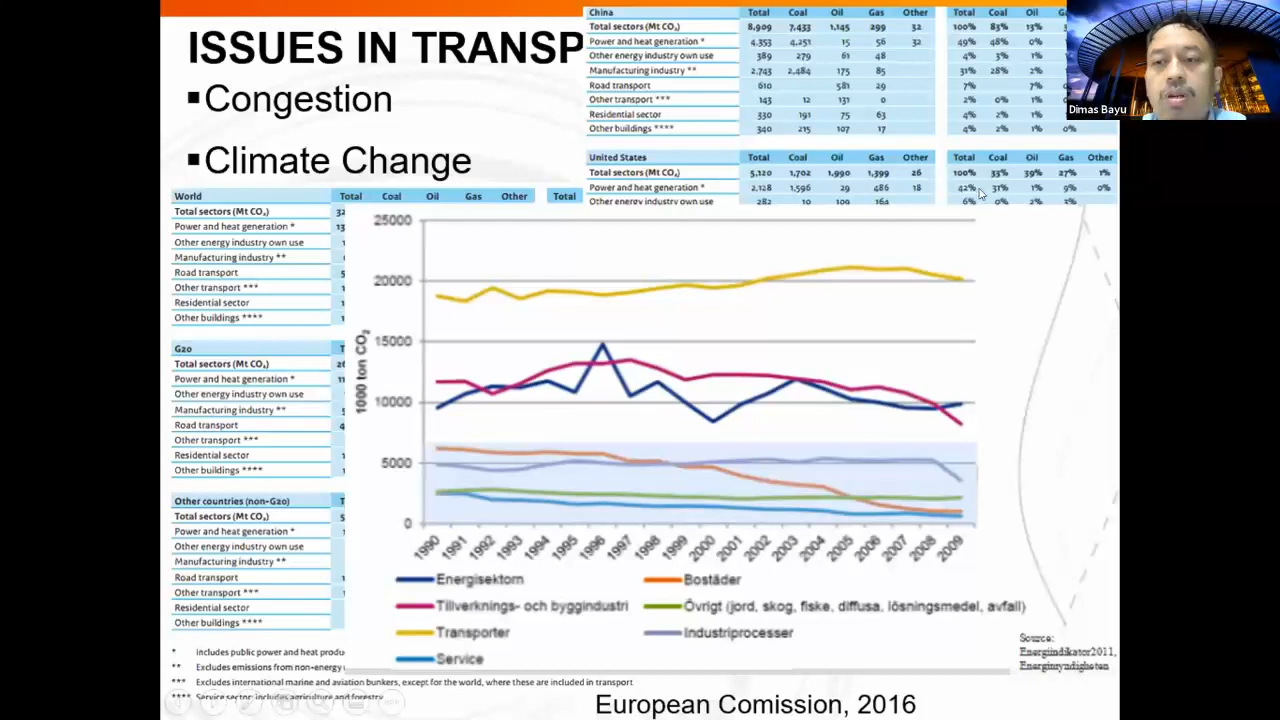 ISSUES IN TRANSP
▪Congestion
▪Climate Change
China Total Coal Oil Gas Other Total Coal Oil
Total sectors (Mt CO₂) 8,909 7,433 1,145 299 32 100% 83% 13%
Power and heat generation * 4,353 4,251 15 56 32 49% 48% 0%
Other energy industry own use 389 279 61 48 4% 3% 1%
Manufacturing industry ** 2,743 2,484 175 85 31% 28% 2%
Road transport 610 581 29 7% 7%
Other transport *** 143 12 131 0 2% 0% 1%
Residential sector 330 191 75 63 4% 2% 1%
Other buildings **** 340 215 107 17 4% 2% 1% 0%
Dimas Bayu
United States Total Coal Oil Gas Other Total Coal Oil Gas Other
Total sectors (Mt CO₂) 5,120 1,702 1,990 1,399 26 100% 33% 39% 27% 1%
Power and heat generation * 2,128 1,596 29 486 18 42% 31% 1% 9% 0%
Other energy industry own use 282 10 109 164 6% 0% 2% 3%
World Total Coal Oil Gas Other Total
Total sectors (Mt CO₂)
Power and heat generation *
Other energy industry own use
Manufacturing industry **
Road transport
Other transport ***
Residential sector
Other buildings ****
G20
Total sectors (Mt CO₂)
Power and heat generation *
Other energy industry own use
Manufacturing industry **
Road transport
Other transport ***
Residential sector
Other buildings ****
Other countries (non-G20)
Total sectors (Mt CO₂)
Power and heat generation *
Other energy industry own use
Manufacturing industry **
Road transport
Other transport ***
Residential sector
Other buildings ****
1000 ton CO₂
25000
20000
15000
10000
5000
0
1990 1991 1992 1993 1994 1995 1996 1997 1998 1999 2000 2001 2002 2003 2004 2005 2006 2007 2008 2009
Energisektorn Bostäder
Tillverknings- och byggindustri Övrigt (jord, skog, fiske, diffusa, lösningsmedel, avfall)
Transporter Industriprocesser
Service
Source:
Energiindikator2011,
Energimyndigheten
* Includes public power and heat produ
** Excludes emissions from non-energy
*** Excludes international marine and aviation bunkers, except for the world, where these are included in transport
**** Service sector includes agriculture and forestry
European Comission, 2016